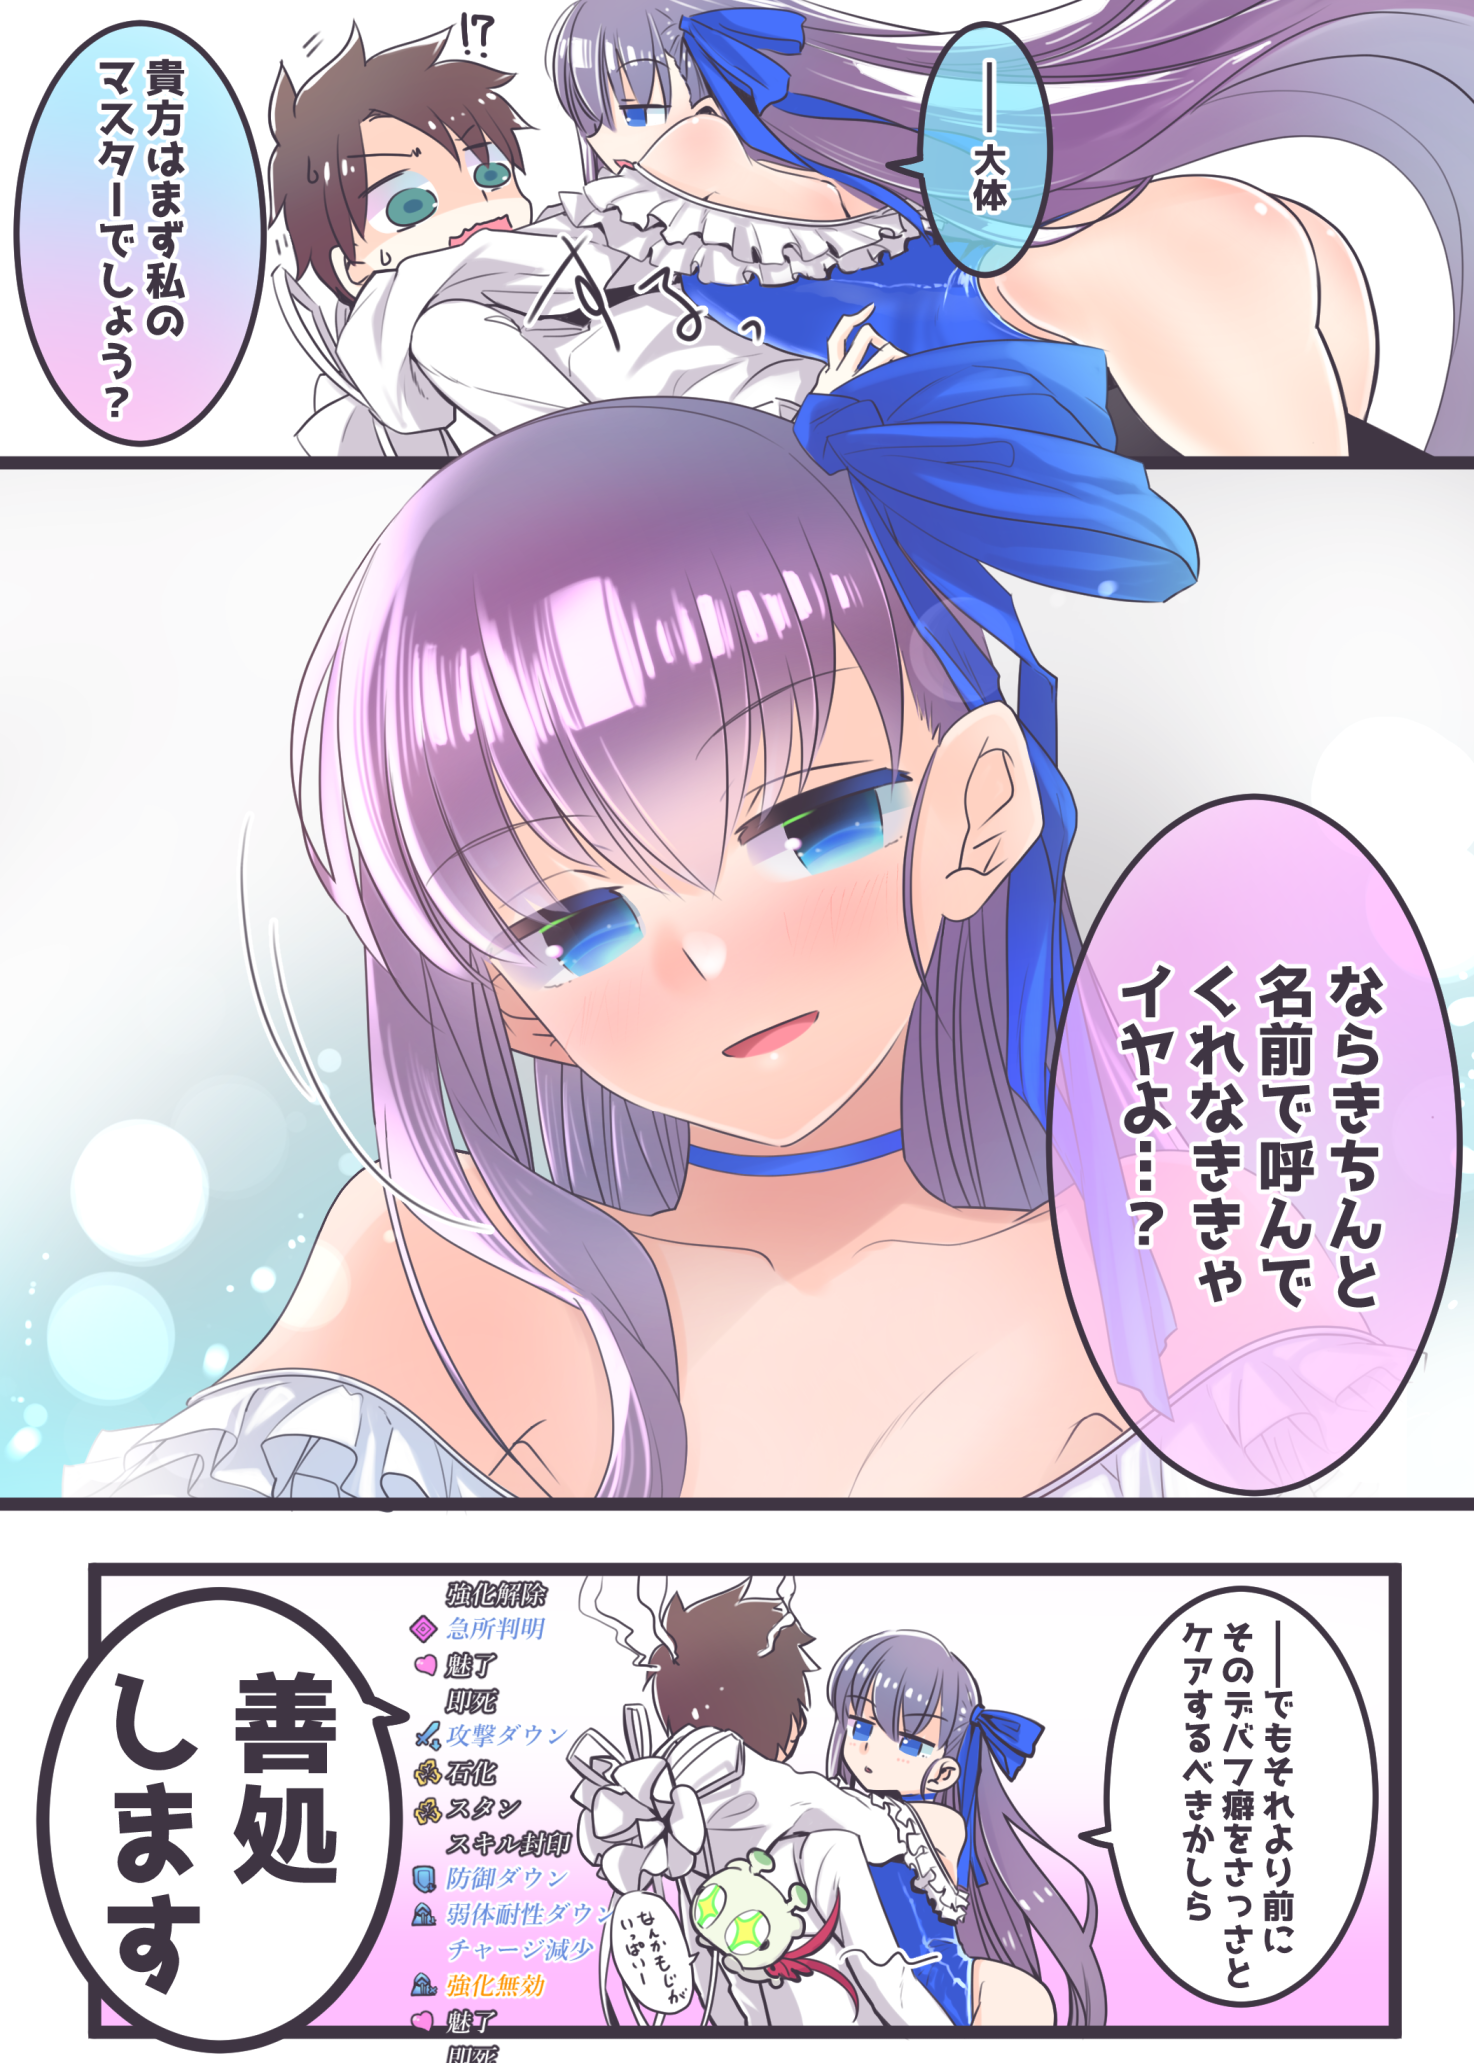 !?
――大体
ずるっ
貴方はまず私の
マスターでしょう?
ならきちんと
名前で呼んで
くれなききゃ
イヤよ…?
――でもそれより前に
そのデバフ癖をさっさと
ケアするべきかしら
強化解除
急所判明
魅了
即死
攻撃ダウン
石化
スタン
スキル封印
防御ダウン
弱体耐性ダウン
チャージ減少
強化無効
魅了
即死
なんかもじが
いっぱいー
善処
します